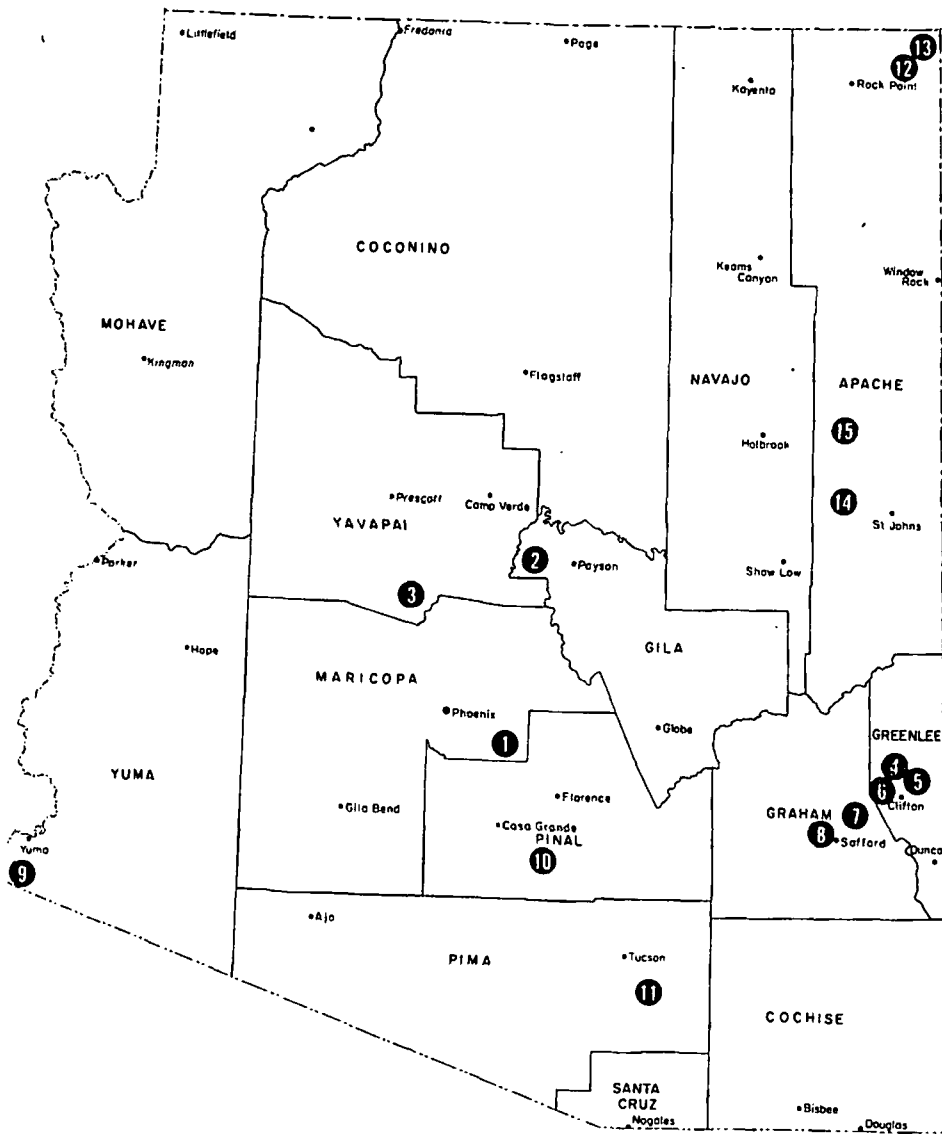 Littlefield
Fredonia
Page
13
12
Rock Point
Kayenta
COCONINO
Keams
Canyon
Window
Rock
MOHAVE
Kingman
Flagstaff
NAVAJO
APACHE
15
Holbrook
Prescott
Camp Verde
14
YAVAPAI
St Johns
2
Payson
Parker
Show Low
3
Hope
GILA
MARICOPA
Phoenix
Globe
1
GREENLEE
4
5
6
YUMA
Clifton
Gila Bend
Florence
GRAHAM
7
Casa Grande
PINAL
8
Safford
Yuma
Dunca
9
10
Ajo
PIMA
Tucson
11
COCHISE
SANTA
CRUZ
Bisbee
Nogales
Douglas